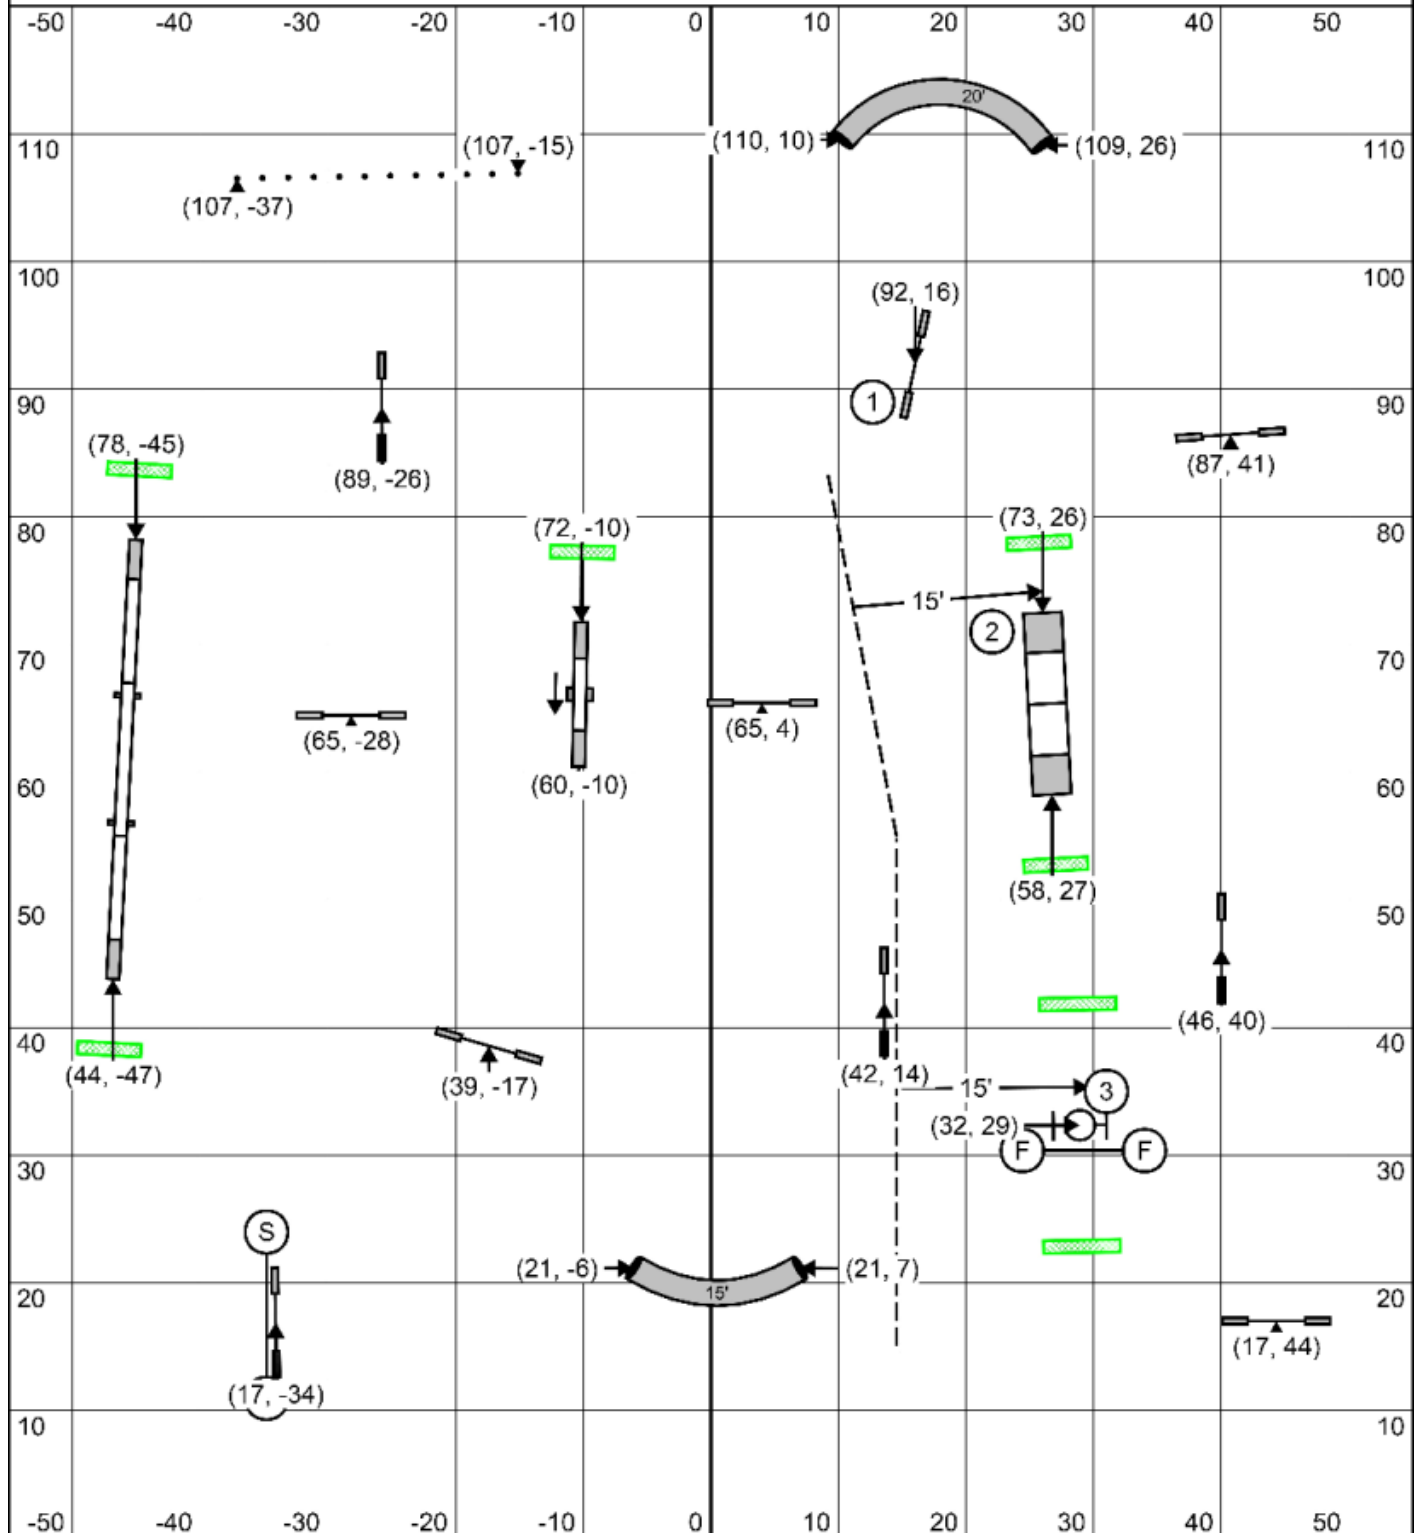 -50 -40 -30 -20 -10 0 10 20 30 40 50
20'
(107, -15) (110, 10) (109, 26)
110 110
(107, -37)
100 100
(92, 16)
90 1 90
(78, -45) (87, 41)
(89, -26)
80 (72, -10) (73, 26) 80
15'
2
70 70
(65, -28) (65, 4)
60 (60, -10) 60
(58, 27)
50 50
(46, 40)
40 40
(44, -47) (39, -17) (42, 14) 15' 3
(32, 29)
30 F F 30
S
(21, -6) (21, 7)
20 15' 20
(17, 44)
(17, -34)
10 10
-50 -40 -30 -20 -10 0 10 20 30 40 50